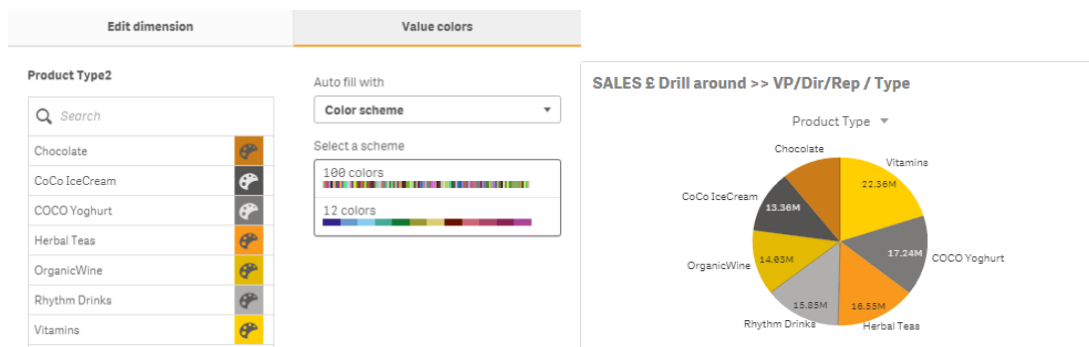 Edit dimension
Value colors
Product Type2
Search
Chocolate
CoCo IceCream
COCO Yoghurt
Herbal Teas
OrganicWine
Rhythm Drinks
Vitamins
Auto fill with
Color scheme
Select a scheme
100 colors
12 colors
SALES £ Drill around >> VP/Dir/Rep / Type
Product Type
Chocolate
Vitamins
22.36M
CoCo IceCream
13.36M
17.24M
COCO Yoghurt
OrganicWine
14.03M
15.85M
16.55M
Rhythm Drinks
Herbal Teas